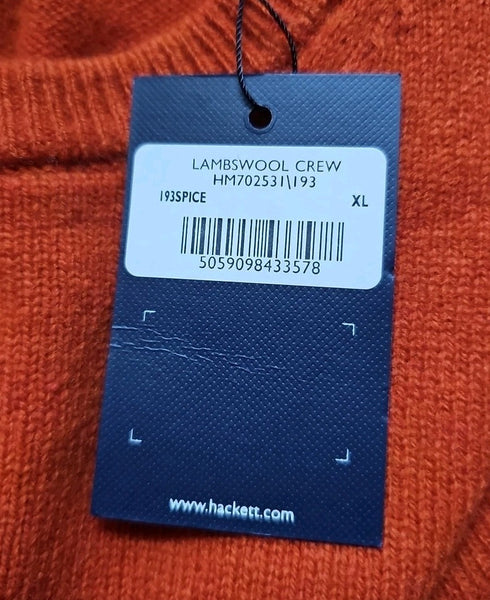 LAMBSWOOL CREW
HM702531\193
193SPICE XL
5059098433578
www.hackett.com